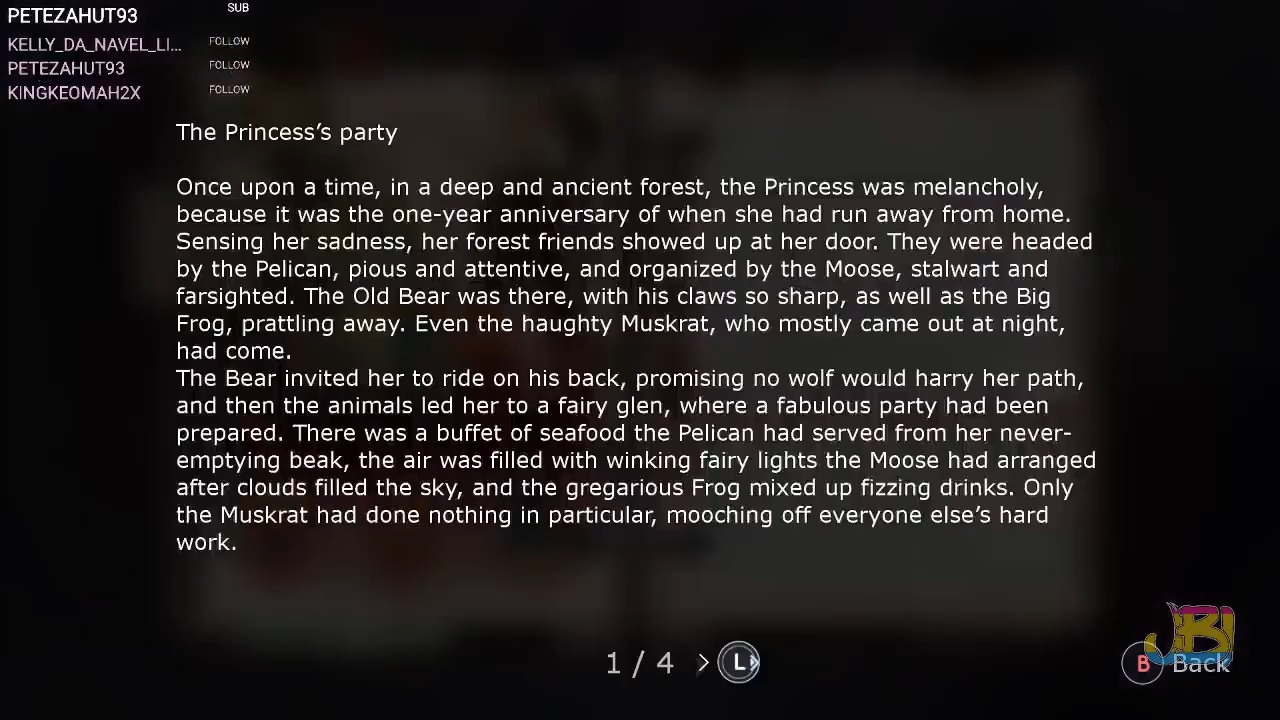 PETEZAHUT93 SUB
KELLY_DA_NAVEL_LI... FOLLOW
PETEZAHUT93 FOLLOW
KINGKEOMAH2X FOLLOW
The Princess’s party
Once upon a time, in a deep and ancient forest, the Princess was melancholy,
because it was the one-year anniversary of when she had run away from home.
Sensing her sadness, her forest friends showed up at her door. They were headed
by the Pelican, pious and attentive, and organized by the Moose, stalwart and
farsighted. The Old Bear was there, with his claws so sharp, as well as the Big
Frog, prattling away. Even the haughty Muskrat, who mostly came out at night,
had come.
The Bear invited her to ride on his back, promising no wolf would harry her path,
and then the animals led her to a fairy glen, where a fabulous party had been
prepared. There was a buffet of seafood the Pelican had served from her never-
emptying beak, the air was filled with winking fairy lights the Moose had arranged
after clouds filled the sky, and the gregarious Frog mixed up fizzing drinks. Only
the Muskrat had done nothing in particular, mooching off everyone else’s hard
work.
1 / 4 > L
JBI
B Back